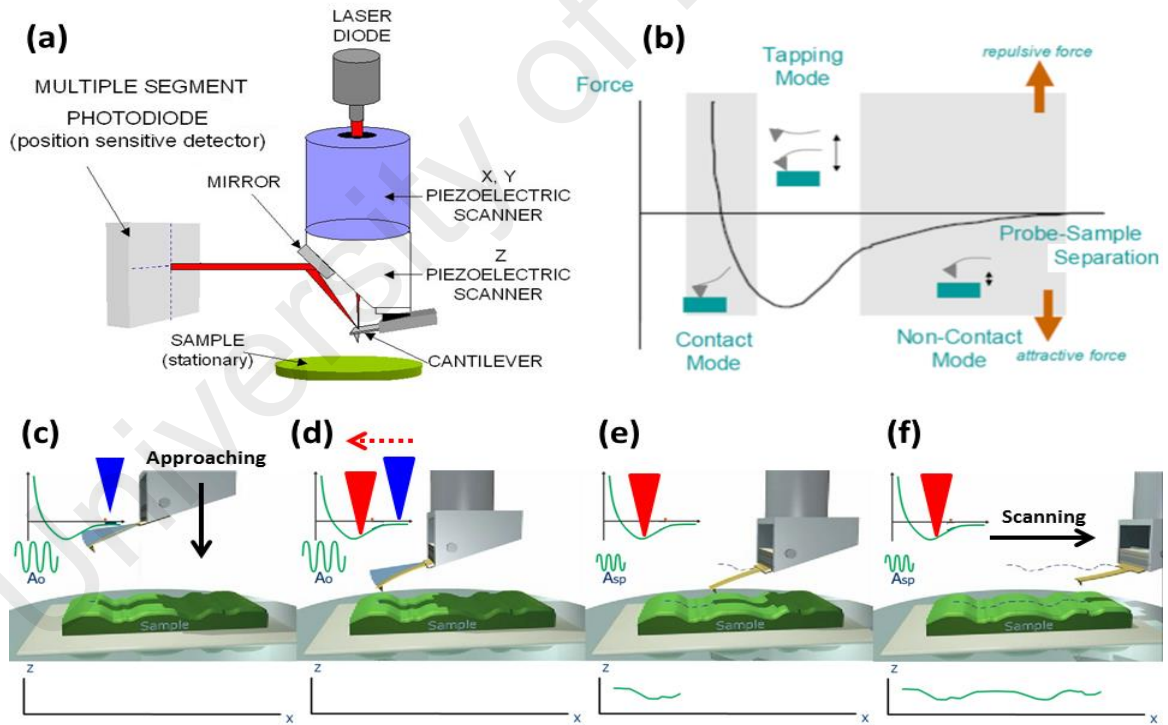 (a)
LASER
DIODE
MULTIPLE SEGMENT
PHOTODIODE
(position sensitive detector)
MIRROR
X, Y
PIEZOELECTRIC
SCANNER
Z
PIEZOELECTRIC
SCANNER
SAMPLE
(stationary)
CANTILEVER
(b)
Tapping
Mode
repulsive force
Force
Probe-Sample
Separation
Contact
Mode
Non-Contact
Mode
attractive force
(c)
Approaching
Ao
Sample
z
x
(d)
Ao
Sample
z
x
(e)
Asp
Sample
z
x
(f)
Scanning
Asp
Sample
z
x
University of